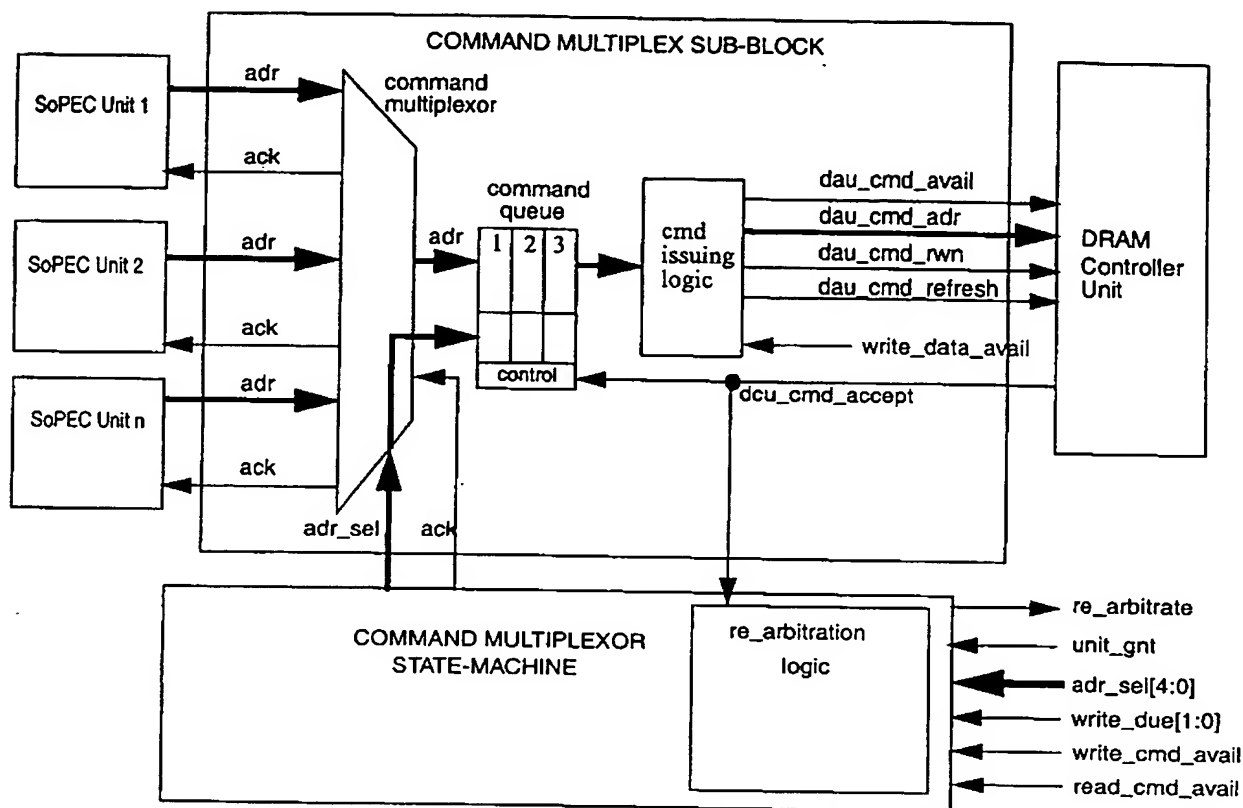 COMMAND MULTIPLEX SUB-BLOCK
SoPEC Unit 1
adr
ack
command
multiplexor
SoPEC Unit 2
adr
ack
SoPEC Unit n
adr
ack
adr
command
queue
1 2 3
control
cmd
issuing
logic
dau_cmd_avail
dau_cmd_adr
dau_cmd_rwn
dau_cmd_refresh
write_data_avail
dcu_cmd_accept
DRAM
Controller
Unit
adr_sel
ack
COMMAND MULTIPLEXOR
STATE-MACHINE
re_arbitration
logic
re_arbitrate
unit_gnt
adr_sel[4:0]
write_due[1:0]
write_cmd_avail
read_cmd_avail